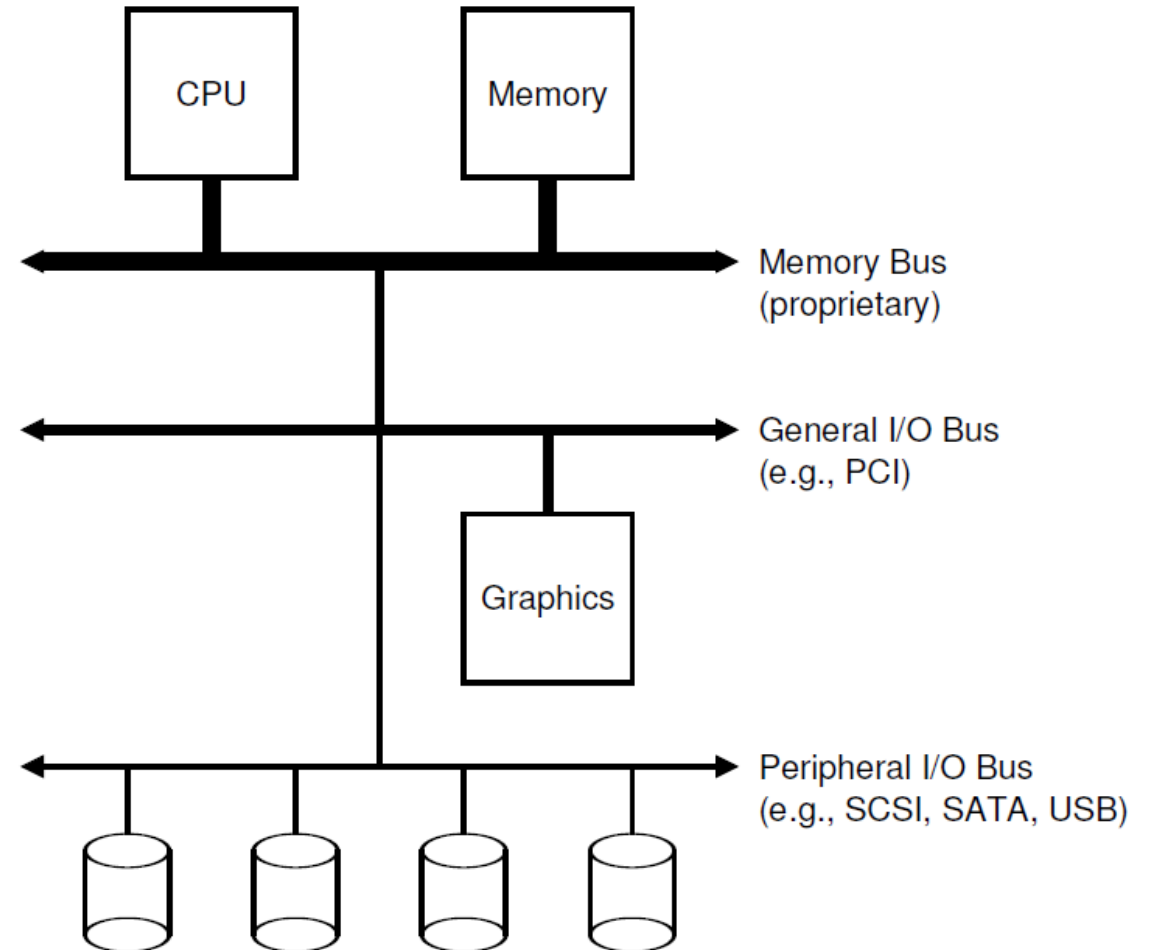 CPU
Memory
Memory Bus
(proprietary)
General I/O Bus
(e.g., PCI)
Graphics
Peripheral I/O Bus
(e.g., SCSI, SATA, USB)